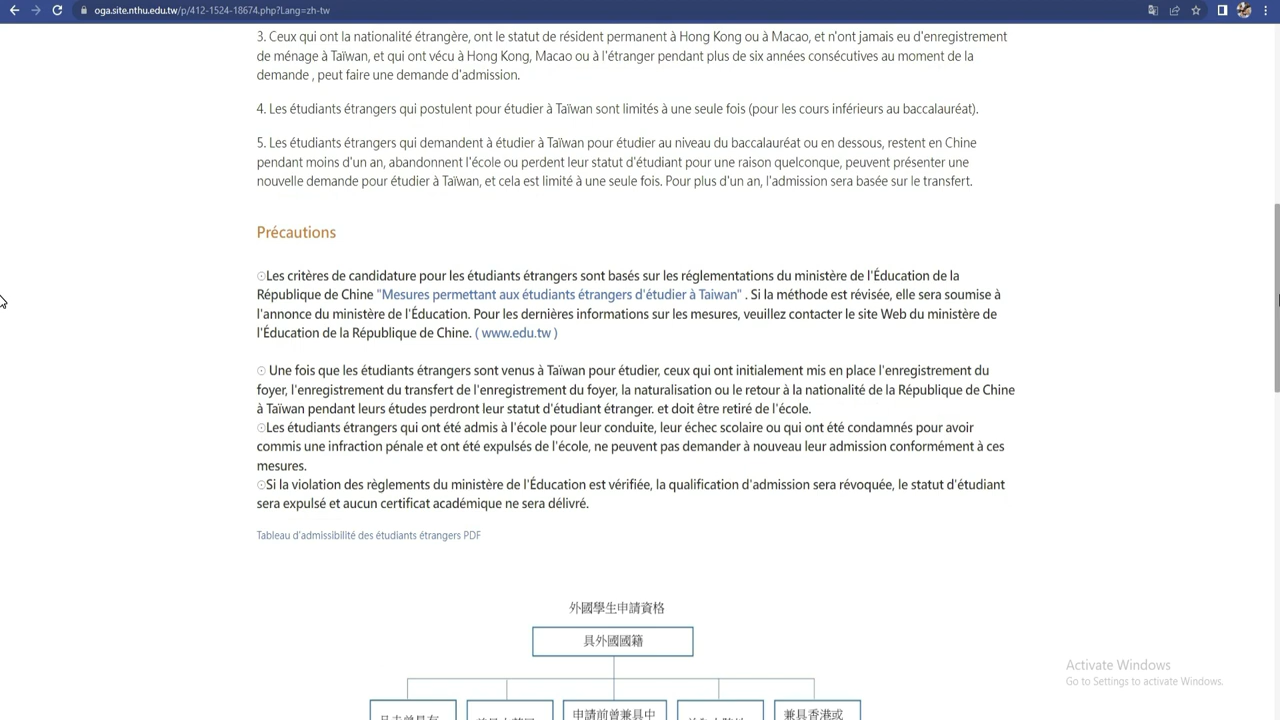 oga.site.nthu.edu.tw/p/412-1524-18674.php?Lang=zh-tw
3. Ceux qui ont la nationalité étrangère, ont le statut de résident permanent à Hong Kong ou à Macao, et n'ont jamais eu d'enregistrement
de ménage à Taïwan, et qui ont vécu à Hong Kong, Macao ou à l'étranger pendant plus de six années consécutives au moment de la
demande , peut faire une demande d'admission.
4. Les étudiants étrangers qui postulent pour étudier à Taïwan sont limités à une seule fois (pour les cours inférieurs au baccalauréat).
5. Les étudiants étrangers qui demandent à étudier à Taïwan pour étudier au niveau du baccalauréat ou en dessous, restent en Chine
pendant moins d'un an, abandonnent l'école ou perdent leur statut d'étudiant pour une raison quelconque, peuvent présenter une
nouvelle demande pour étudier à Taïwan, et cela est limité à une seule fois. Pour plus d'un an, l'admission sera basée sur le transfert.
Précautions
⊙Les critères de candidature pour les étudiants étrangers sont basés sur les réglementations du ministère de l'Éducation de la
République de Chine "Mesures permettant aux étudiants étrangers d'étudier à Taiwan" . Si la méthode est révisée, elle sera soumise à
l'annonce du ministère de l'Éducation. Pour les dernières informations sur les mesures, veuillez contacter le site Web du ministère de
l'Éducation de la République de Chine. ( www.edu.tw )
⊙ Une fois que les étudiants étrangers sont venus à Taïwan pour étudier, ceux qui ont initialement mis en place l'enregistrement du
foyer, l'enregistrement du transfert de l'enregistrement du foyer, la naturalisation ou le retour à la nationalité de la République de Chine
à Taïwan pendant leurs études perdront leur statut d'étudiant étranger. et doit être retiré de l'école.
⊙Les étudiants étrangers qui ont été admis à l'école pour leur conduite, leur échec scolaire ou qui ont été condamnés pour avoir
commis une infraction pénale et ont été expulsés de l'école, ne peuvent pas demander à nouveau leur admission conformément à ces
mesures.
⊙Si la violation des règlements du ministère de l'Éducation est vérifiée, la qualification d'admission sera révoquée, le statut d'étudiant
sera expulsé et aucun certificat académique ne sera délivré.
Tableau d'admissibilité des étudiants étrangers PDF
外國學生申請資格
具外國國籍
申請前曾兼具中
兼具香港或
Activate Windows
Go to Settings to activate Windows.